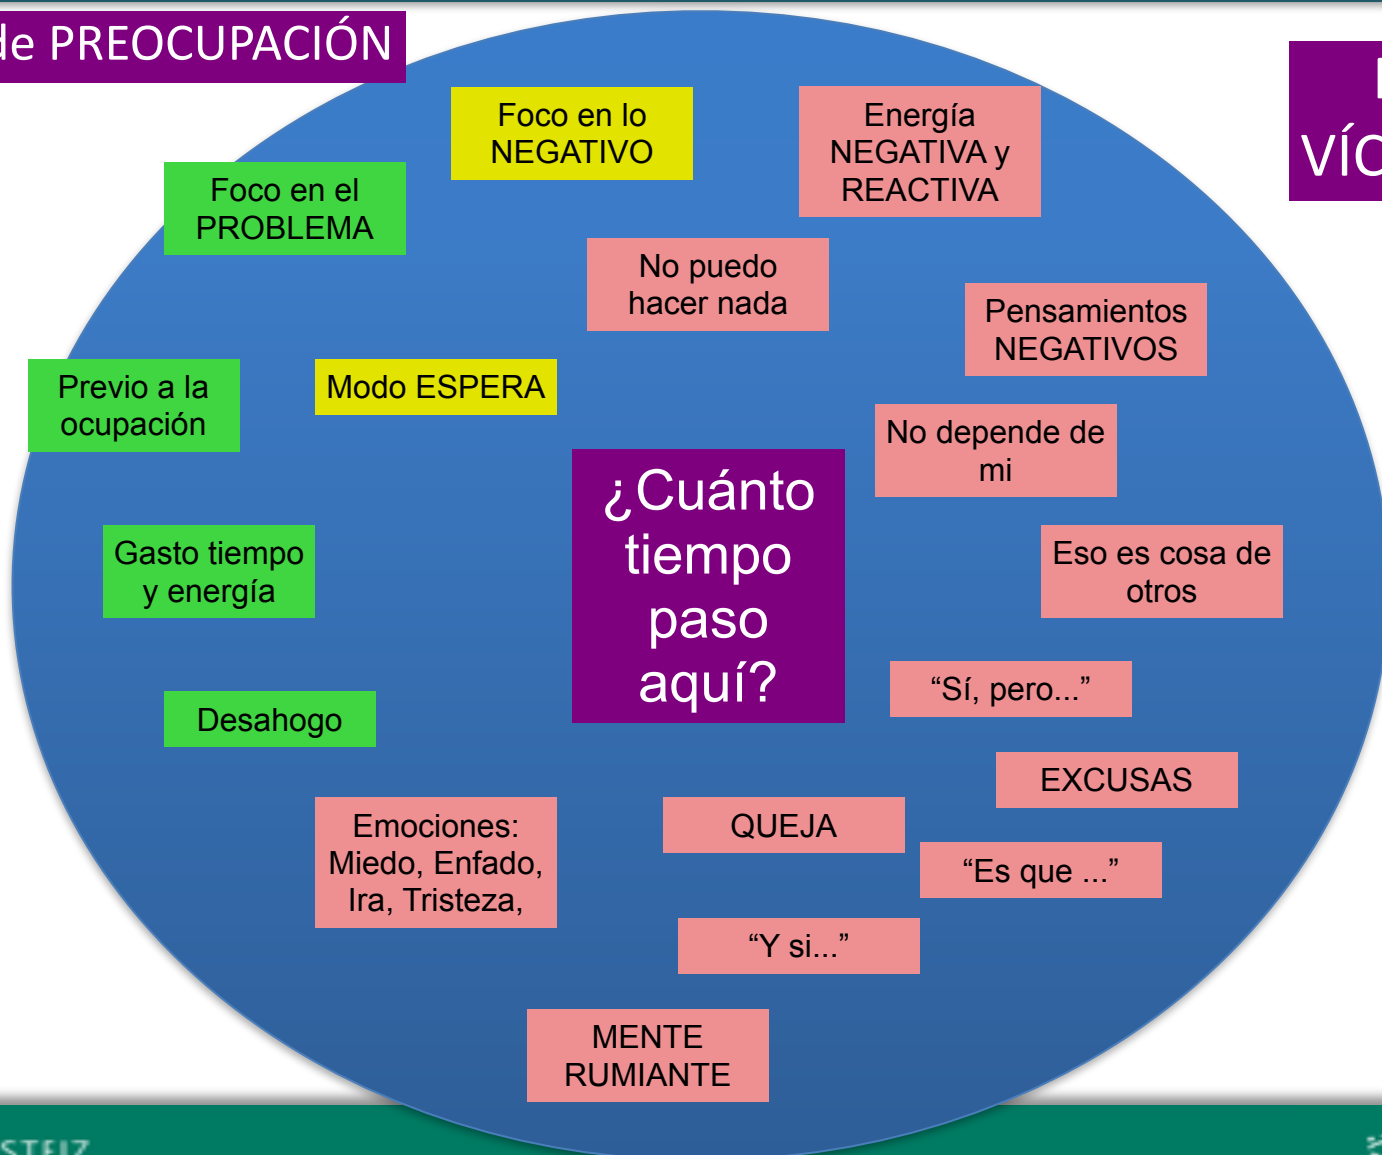 de PREOCUPACIÓN
VÍC
Foco en lo
NEGATIVO
Energía
NEGATIVA y
REACTIVA
Foco en el
PROBLEMA
No puedo
hacer nada
Pensamientos
NEGATIVOS
Previo a la
ocupación
Modo ESPERA
No depende de
mi
¿Cuánto
tiempo
paso
aquí?
Gasto tiempo
y energía
Eso es cosa de
otros
“Sí, pero...”
Desahogo
EXCUSAS
Emociones:
Miedo, Enfado,
Ira, Tristeza,
QUEJA
“Es que ...”
“Y si...”
MENTE
RUMIANTE